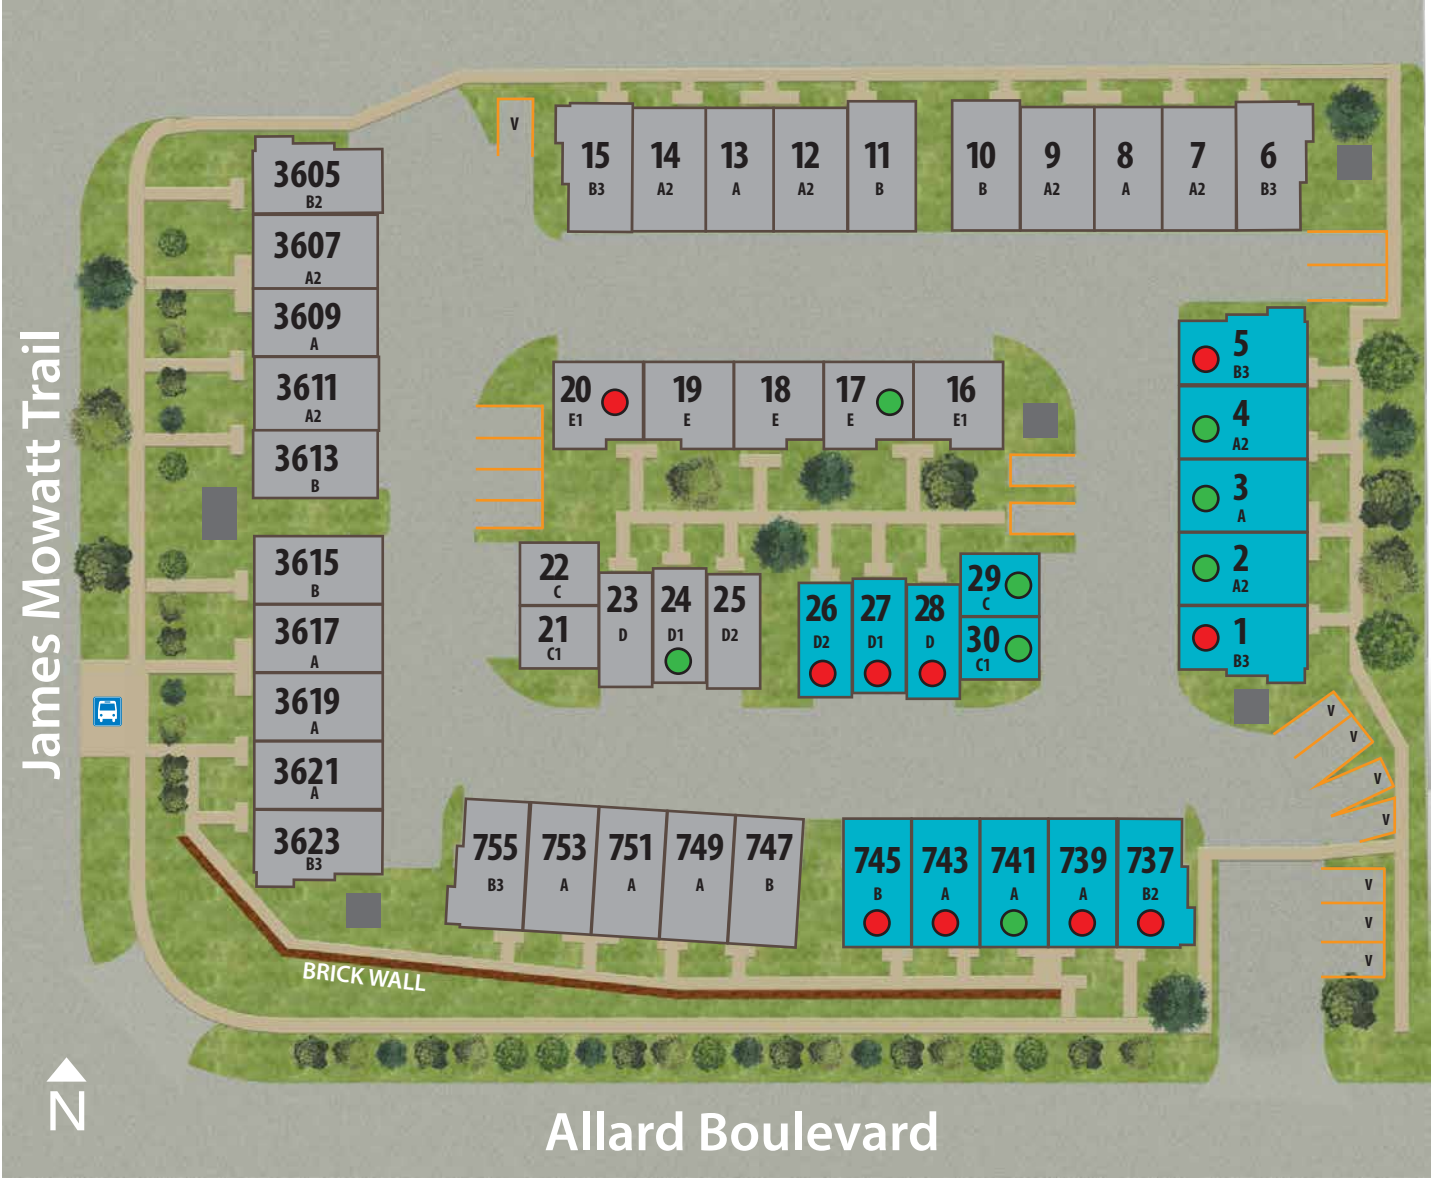 V
15
B3
14
A2
13
A
12
A2
11
B
10
B
9
A2
8
A
7
A2
6
B3
3605
B2
3607
A2
3609
A
3611
A2
3613
B
3615
B
3617
A
3619
A
3621
A
3623
B3
James Mowatt Trail
20
E1
19
E
18
E
17
E
16
E1
5
B3
4
A2
3
A
2
A2
1
B3
22
C
21
C1
23
D
24
D1
25
D2
26
D2
27
D1
28
D
29
C
30
C1
V
V
V
V
755
B3
753
A
751
A
749
A
747
B
745
B
743
A
741
A
739
A
737
B2
V
V
V
BRICK WALL
N
Allard Boulevard